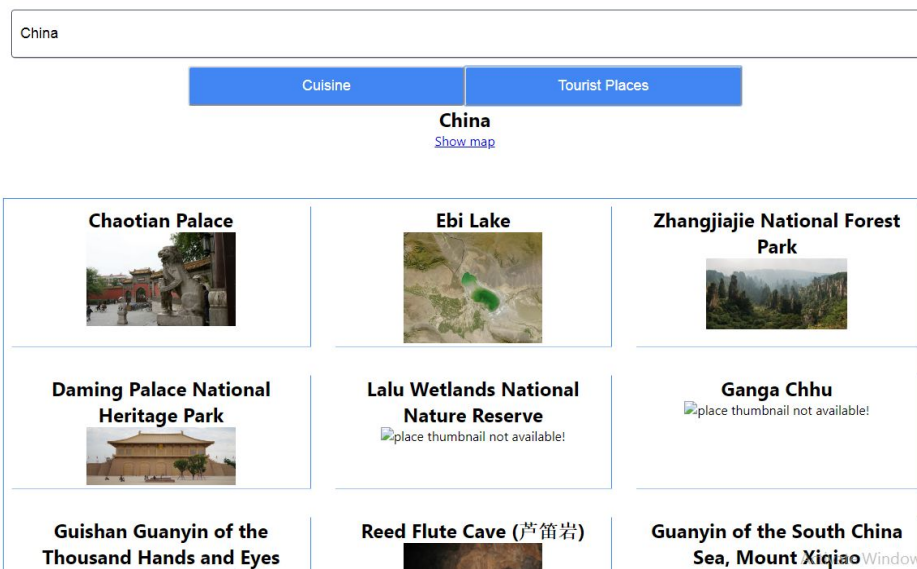 China
Cuisine
Tourist Places
China
Show map
Chaotian Palace
Ebi Lake
Zhangjiajie National Forest
Park
Daming Palace National
Heritage Park
Lalu Wetlands National
Nature Reserve
place thumbnail not available!
Ganga Chhu
place thumbnail not available!
Guishan Guanyin of the
Thousand Hands and Eyes
Reed Flute Cave (芦笛岩)
Guanyin of the South China
Sea, Mount Xiqiao
Window